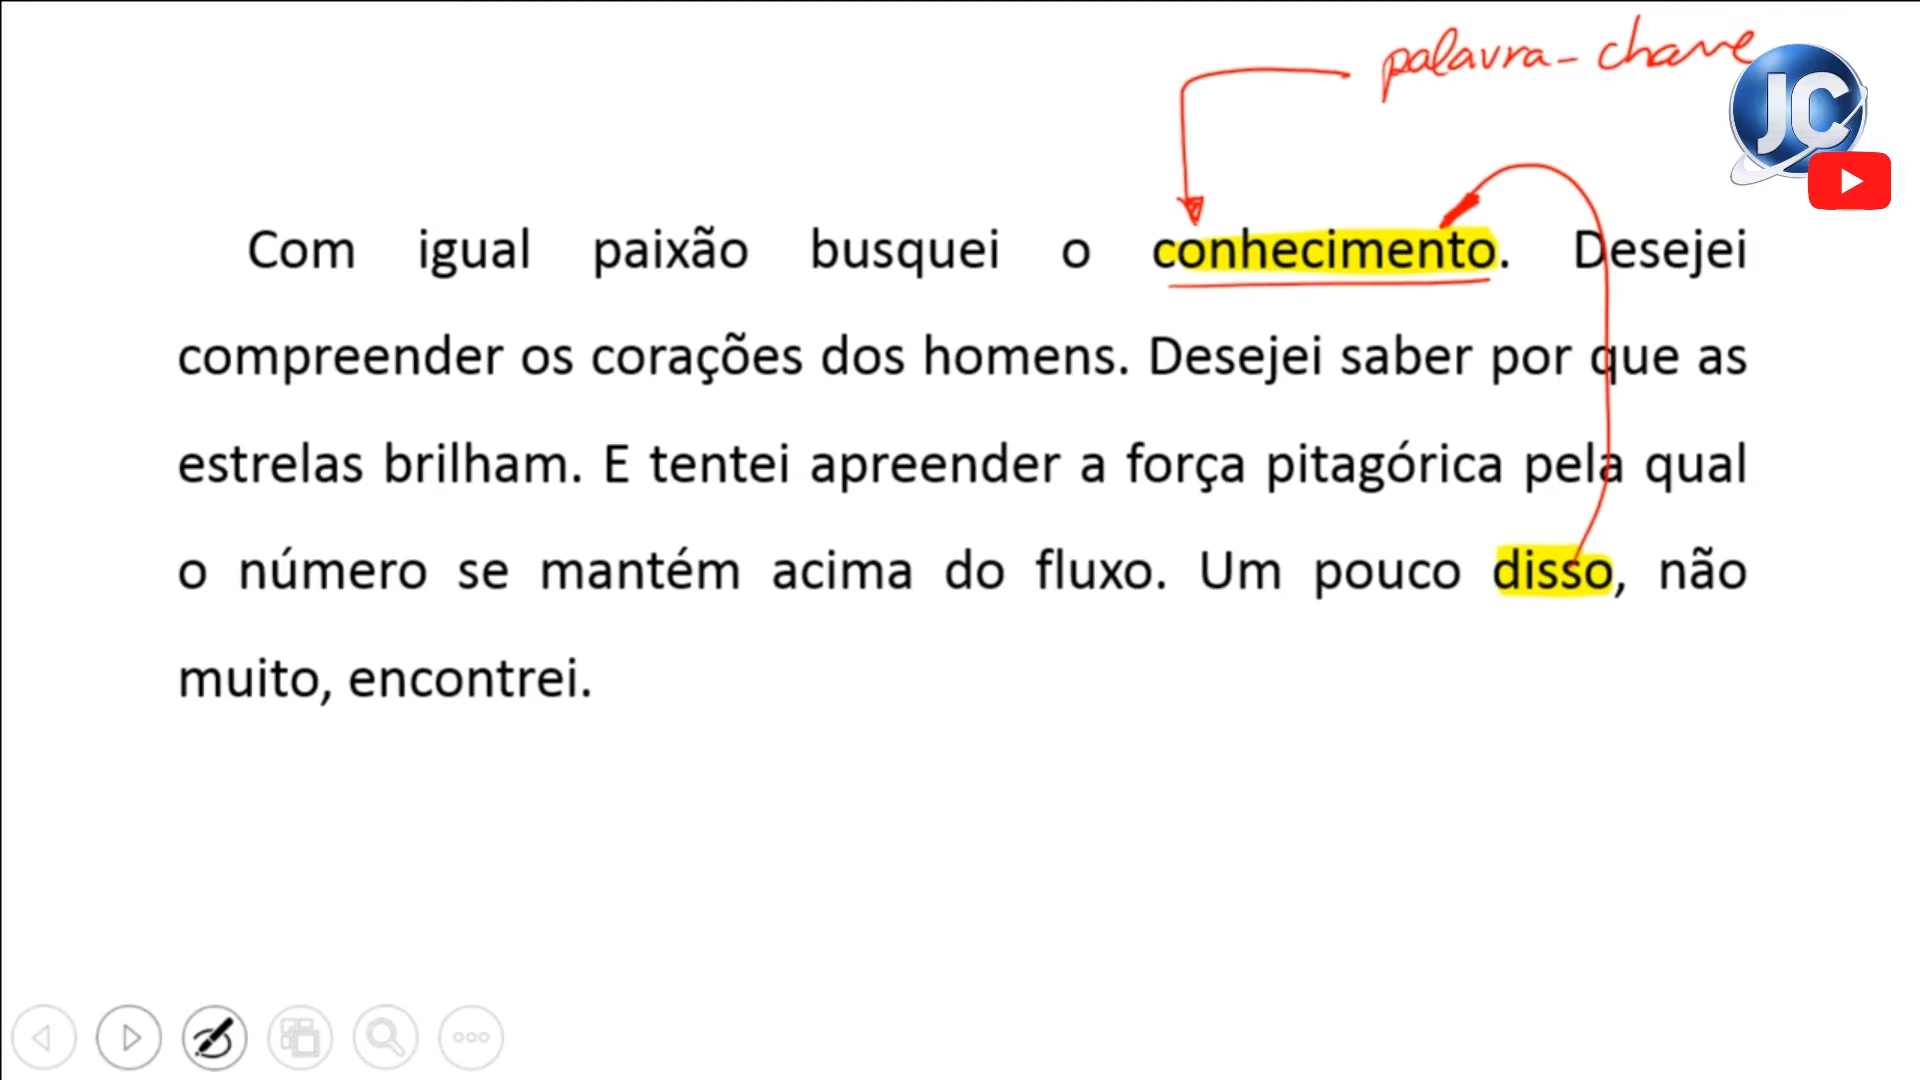 palavra-chave
JC
Com igual paixão busquei o conhecimento. Desejei
compreender os corações dos homens. Desejei saber por que as
estrelas brilham. E tentei apreender a força pitagórica pela qual
o número se mantém acima do fluxo. Um pouco disso, não
muito, encontrei.